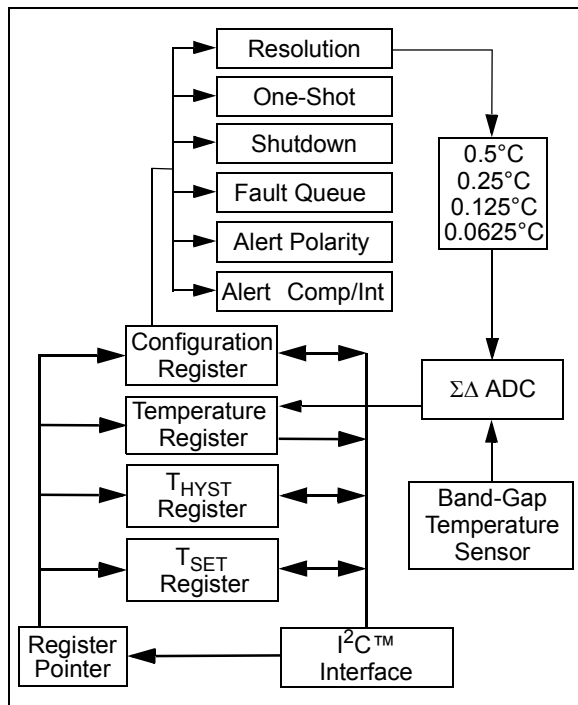 Resolution
One-Shot
Shutdown
Fault Queue
Alert Polarity
Alert Comp/Int
0.5°C
0.25°C
0.125°C
0.0625°C
Configuration
Register
Temperature
Register
THYST
Register
TSET
Register
ΣΔ ADC
Band-Gap
Temperature
Sensor
Register
Pointer
I²C™
Interface